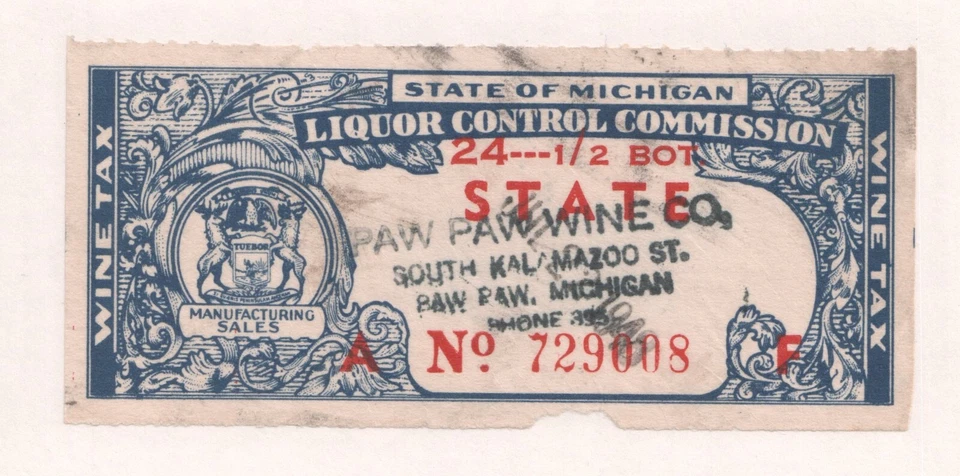 STATE OF MICHIGAN
LIQUOR CONTROL COMMISSION
WINE TAX
WINE TAX
24---1/2 BOT.
STATE
PAW PAW WINE CO,
SOUTH KALAMAZOO ST.
PAW PAW, MICHIGAN
PHONE
TUEBOR
MANUFACTURING
SALES
A Nº 729008 F